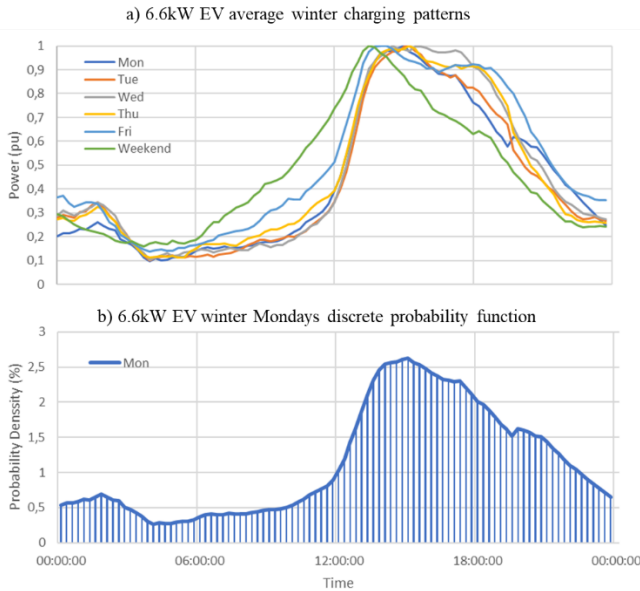 a) 6.6kW EV average winter charging patterns
1
0,9
0,8
0,7
0,6
0,5
0,4
0,3
0,2
0,1
0
Power (pu)
Mon
Tue
Wed
Thu
Fri
Weekend
b) 6.6kW EV winter Mondays discrete probability function
3
2,5
2
1,5
1
0,5
0
Probability Denssity (%)
Mon
00:00:00 06:00:00 12:00:00 18:00:00 00:00:00
Time